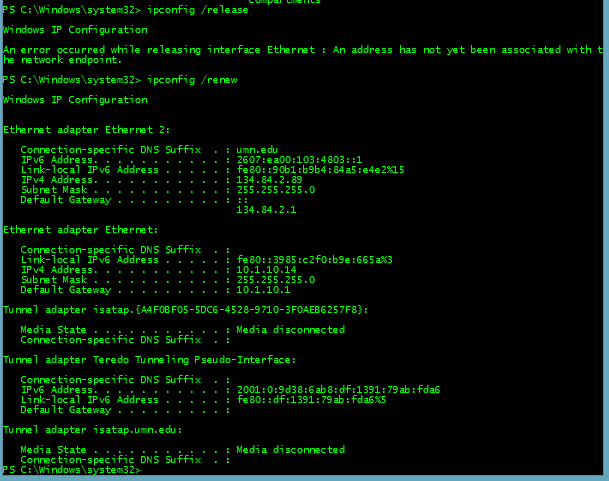 Compartments
PS C:\Windows\system32> ipconfig /release
Windows IP Configuration
An error occurred while releasing interface Ethernet : An address has not yet been associated with t
he network endpoint.
PS C:\Windows\system32> ipconfig /renew
Windows IP Configuration
Ethernet adapter Ethernet 2:
Connection-specific DNS Suffix . : umn.edu
IPv6 Address. . . . . . . . . . . : 2607:ea00:103:4803::1
Link-local IPv6 Address . . . . . : fe80::90b1:b9b4:84a5:e4e2%15
IPv4 Address. . . . . . . . . . . : 134.84.2.89
Subnet Mask . . . . . . . . . . . : 255.255.255.0
Default Gateway . . . . . . . . . : ::
134.84.2.1
Ethernet adapter Ethernet:
Connection-specific DNS Suffix . :
Link-local IPv6 Address . . . . . : fe80::3985:c2f0:b9e:665a%3
IPv4 Address. . . . . . . . . . . : 10.1.10.14
Subnet Mask . . . . . . . . . . . : 255.255.255.0
Default Gateway . . . . . . . . . : 10.1.10.1
Tunnel adapter isatap.{A4F0BF05-5DC6-4528-9710-3F0AEB6257F8}:
Media State . . . . . . . . . . . : Media disconnected
Connection-specific DNS Suffix . :
Tunnel adapter Teredo Tunneling Pseudo-Interface:
Connection-specific DNS Suffix . :
IPv6 Address. . . . . . . . . . . : 2001:0:9d38:6ab8:df:1391:79ab:fda6
Link-local IPv6 Address . . . . . : fe80::df:1391:79ab:fda6%5
Default Gateway . . . . . . . . . :
Tunnel adapter isatap.umn.edu:
Media State . . . . . . . . . . . : Media disconnected
Connection-specific DNS Suffix . :
PS C:\Windows\system32>